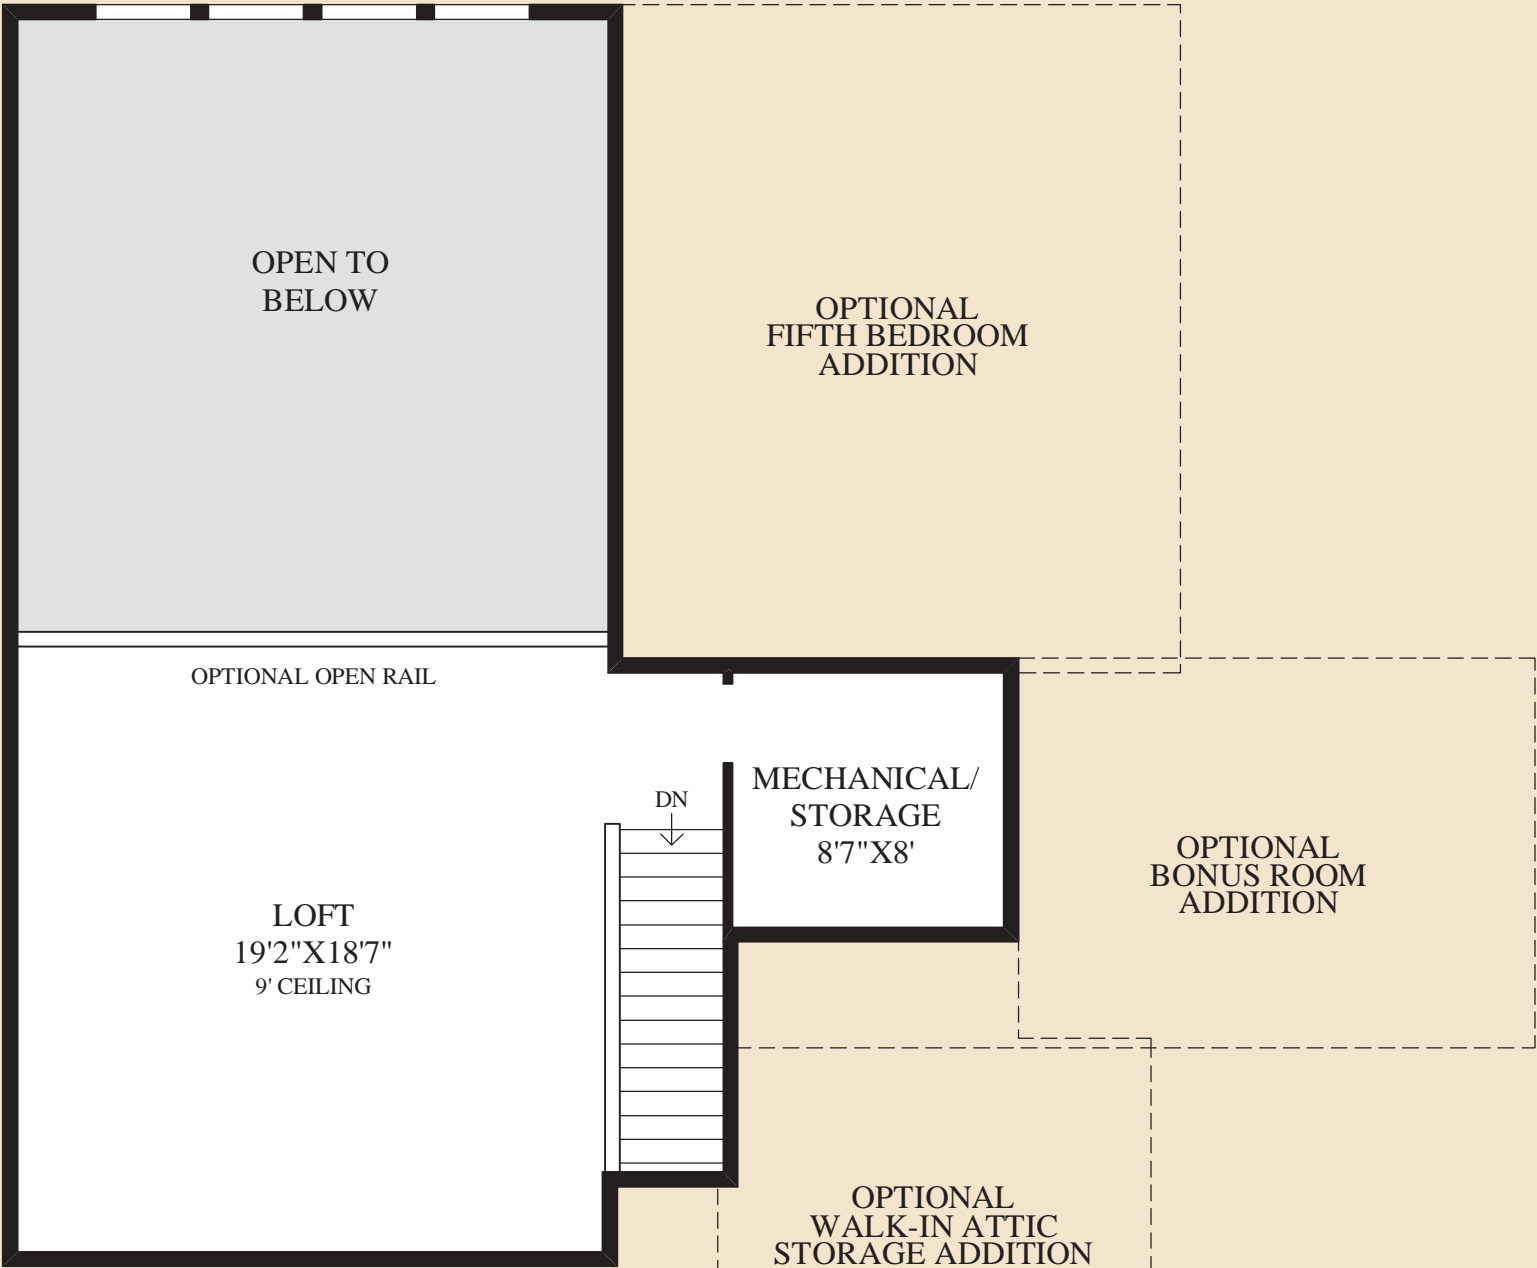 OPEN TO
BELOW
OPTIONAL
FIFTH BEDROOM
ADDITION
OPTIONAL OPEN RAIL
DN
MECHANICAL/
STORAGE
8'7"X8'
OPTIONAL
BONUS ROOM
ADDITION
LOFT
19'2"X18'7"
9' CEILING
OPTIONAL
WALK-IN ATTIC
STORAGE ADDITION